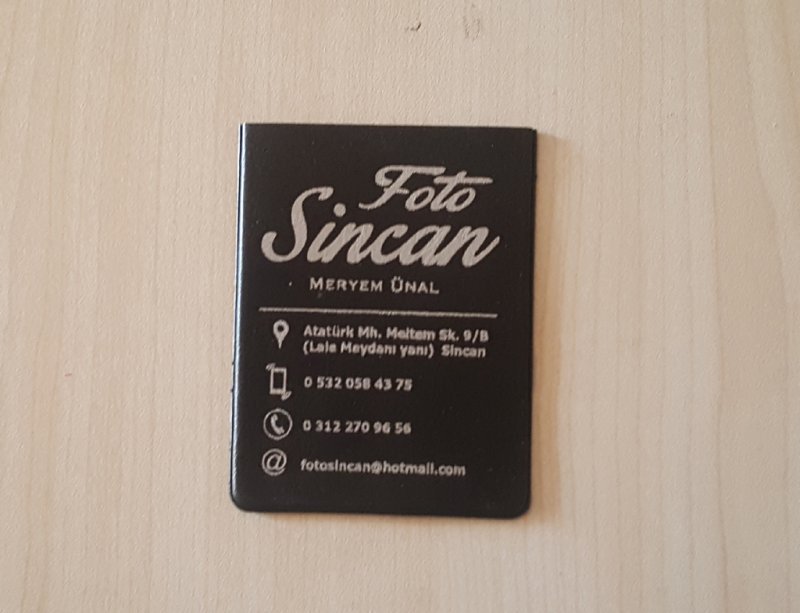 Foto
Sincan
MERYEM ÜNAL
Atatürk Mh. Meltem Sk. 9/B
(Lale Meydanı yanı) Sincan
0 532 058 43 75
0 312 270 96 56
@ fotosincan@hotmail.com